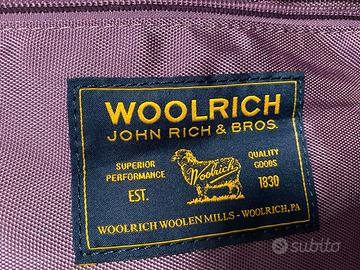 WOOLRICH
JOHN RICH & BROS.
SUPERIOR
PERFORMANCE
QUALITY
GOODS
Woolrich
EST.
1830
WOOLRICH WOOLEN MILLS - WOOLRICH, PA
subito